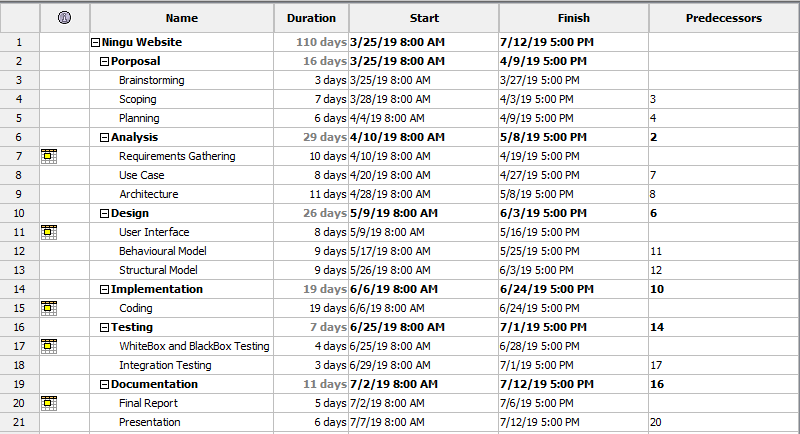 Name Duration Start Finish Predecessors
1 Ningu Website 110 days 3/25/19 8:00 AM 7/12/19 5:00 PM
2 Porposal 16 days 3/25/19 8:00 AM 4/9/19 5:00 PM
3 Brainstorming 3 days 3/25/19 8:00 AM 3/27/19 5:00 PM
4 Scoping 7 days 3/28/19 8:00 AM 4/3/19 5:00 PM 3
5 Planning 6 days 4/4/19 8:00 AM 4/9/19 5:00 PM 4
6 Analysis 29 days 4/10/19 8:00 AM 5/8/19 5:00 PM 2
7 Requirements Gathering 10 days 4/10/19 8:00 AM 4/19/19 5:00 PM
8 Use Case 8 days 4/20/19 8:00 AM 4/27/19 5:00 PM 7
9 Architecture 11 days 4/28/19 8:00 AM 5/8/19 5:00 PM 8
10 Design 26 days 5/9/19 8:00 AM 6/3/19 5:00 PM 6
11 User Interface 8 days 5/9/19 8:00 AM 5/16/19 5:00 PM
12 Behavioural Model 9 days 5/17/19 8:00 AM 5/25/19 5:00 PM 11
13 Structural Model 9 days 5/26/19 8:00 AM 6/3/19 5:00 PM 12
14 Implementation 19 days 6/6/19 8:00 AM 6/24/19 5:00 PM 10
15 Coding 19 days 6/6/19 8:00 AM 6/24/19 5:00 PM
16 Testing 7 days 6/25/19 8:00 AM 7/1/19 5:00 PM 14
17 WhiteBox and BlackBox Testing 4 days 6/25/19 8:00 AM 6/28/19 5:00 PM
18 Integration Testing 3 days 6/29/19 8:00 AM 7/1/19 5:00 PM 17
19 Documentation 11 days 7/2/19 8:00 AM 7/12/19 5:00 PM 16
20 Final Report 5 days 7/2/19 8:00 AM 7/6/19 5:00 PM
21 Presentation 6 days 7/7/19 8:00 AM 7/12/19 5:00 PM 20